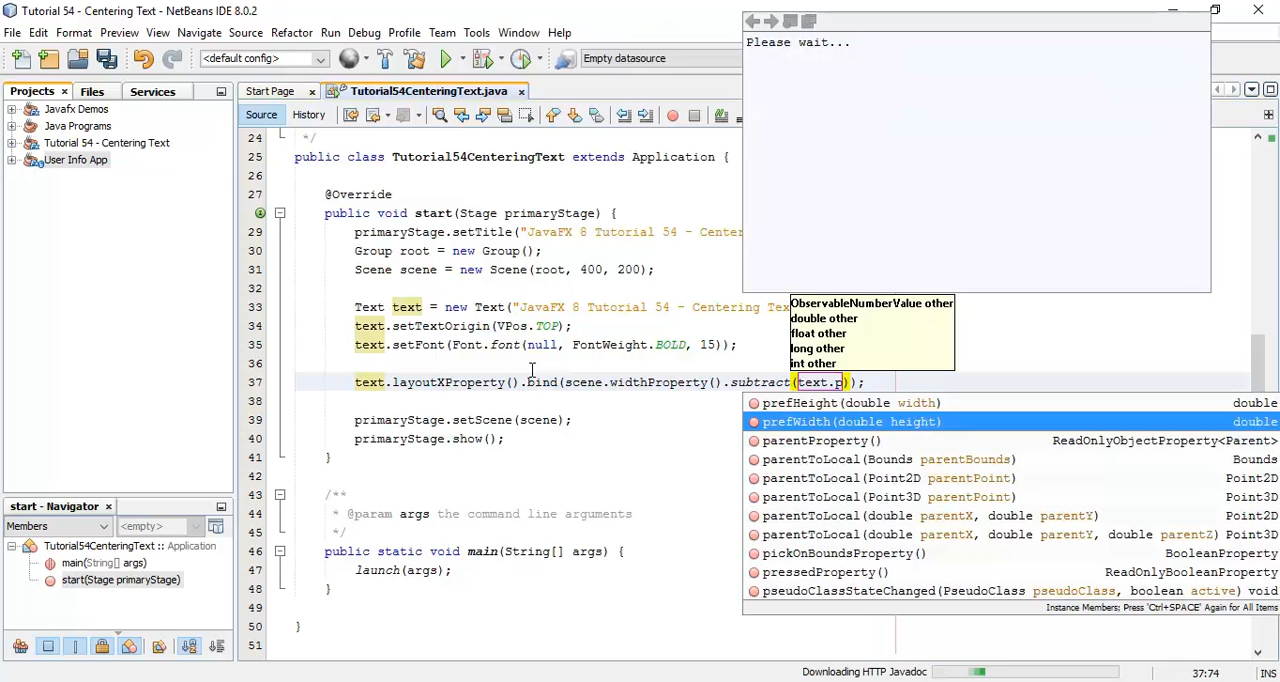 Tutorial 54 - Centering Text - NetBeans IDE 8.0.2
File Edit Format Preview View Navigate Source Refactor Run Debug Profile Team Tools Window Help
<default config> Empty datasource
Projects Files Services
Javafx Demos
Java Programs
Tutorial 54 - Centering Text
User Info App
Start Page Tutorial54CenteringText.java
Source History
24 */
25 public class Tutorial54CenteringText extends Application {
26
27 @Override
public void start(Stage primaryStage) {
29 primaryStage.setTitle("JavaFX 8 Tutorial 54 - Center
30 Group root = new Group();
31 Scene scene = new Scene(root, 400, 200);
32
33 Text text = new Text("JavaFX 8 Tutorial 54 - Centering Tex
34 text.setTextOrigin(VPos.TOP);
35 text.setFont(Font.font(null, FontWeight.BOLD, 15));
36
37 text.layoutXProperty().bind(scene.widthProperty().subtract(text.p));
38
39 primaryStage.setScene(scene);
40 primaryStage.show();
41 }
42
43 /**
44 * @param args the command line arguments
45 */
46 public static void main(String[] args) {
47 launch(args);
48 }
49
50 }
51
Please wait...
ObservableNumberValue other
double other
float other
long other
int other
prefHeight(double width) double
prefWidth(double height) double
parentProperty() ReadOnlyObjectProperty<Parent>
parentToLocal(Bounds parentBounds) Bounds
parentToLocal(Point2D parentPoint) Point2D
parentToLocal(Point3D parentPoint) Point3D
parentToLocal(double parentX, double parentY) Point2D
parentToLocal(double parentX, double parentY, double parentZ) Point3D
pickOnBoundsProperty() BooleanProperty
pressedProperty() ReadOnlyBooleanProperty
pseudoClassStateChanged(PseudoClass pseudoClass, boolean active) void
Instance Members; Press 'Ctrl+SPACE' Again for All Items
start - Navigator
Members <empty>
Tutorial54CenteringText :: Application
main(String[] args)
start(Stage primaryStage)
Downloading HTTP Javadoc 37:74 INS